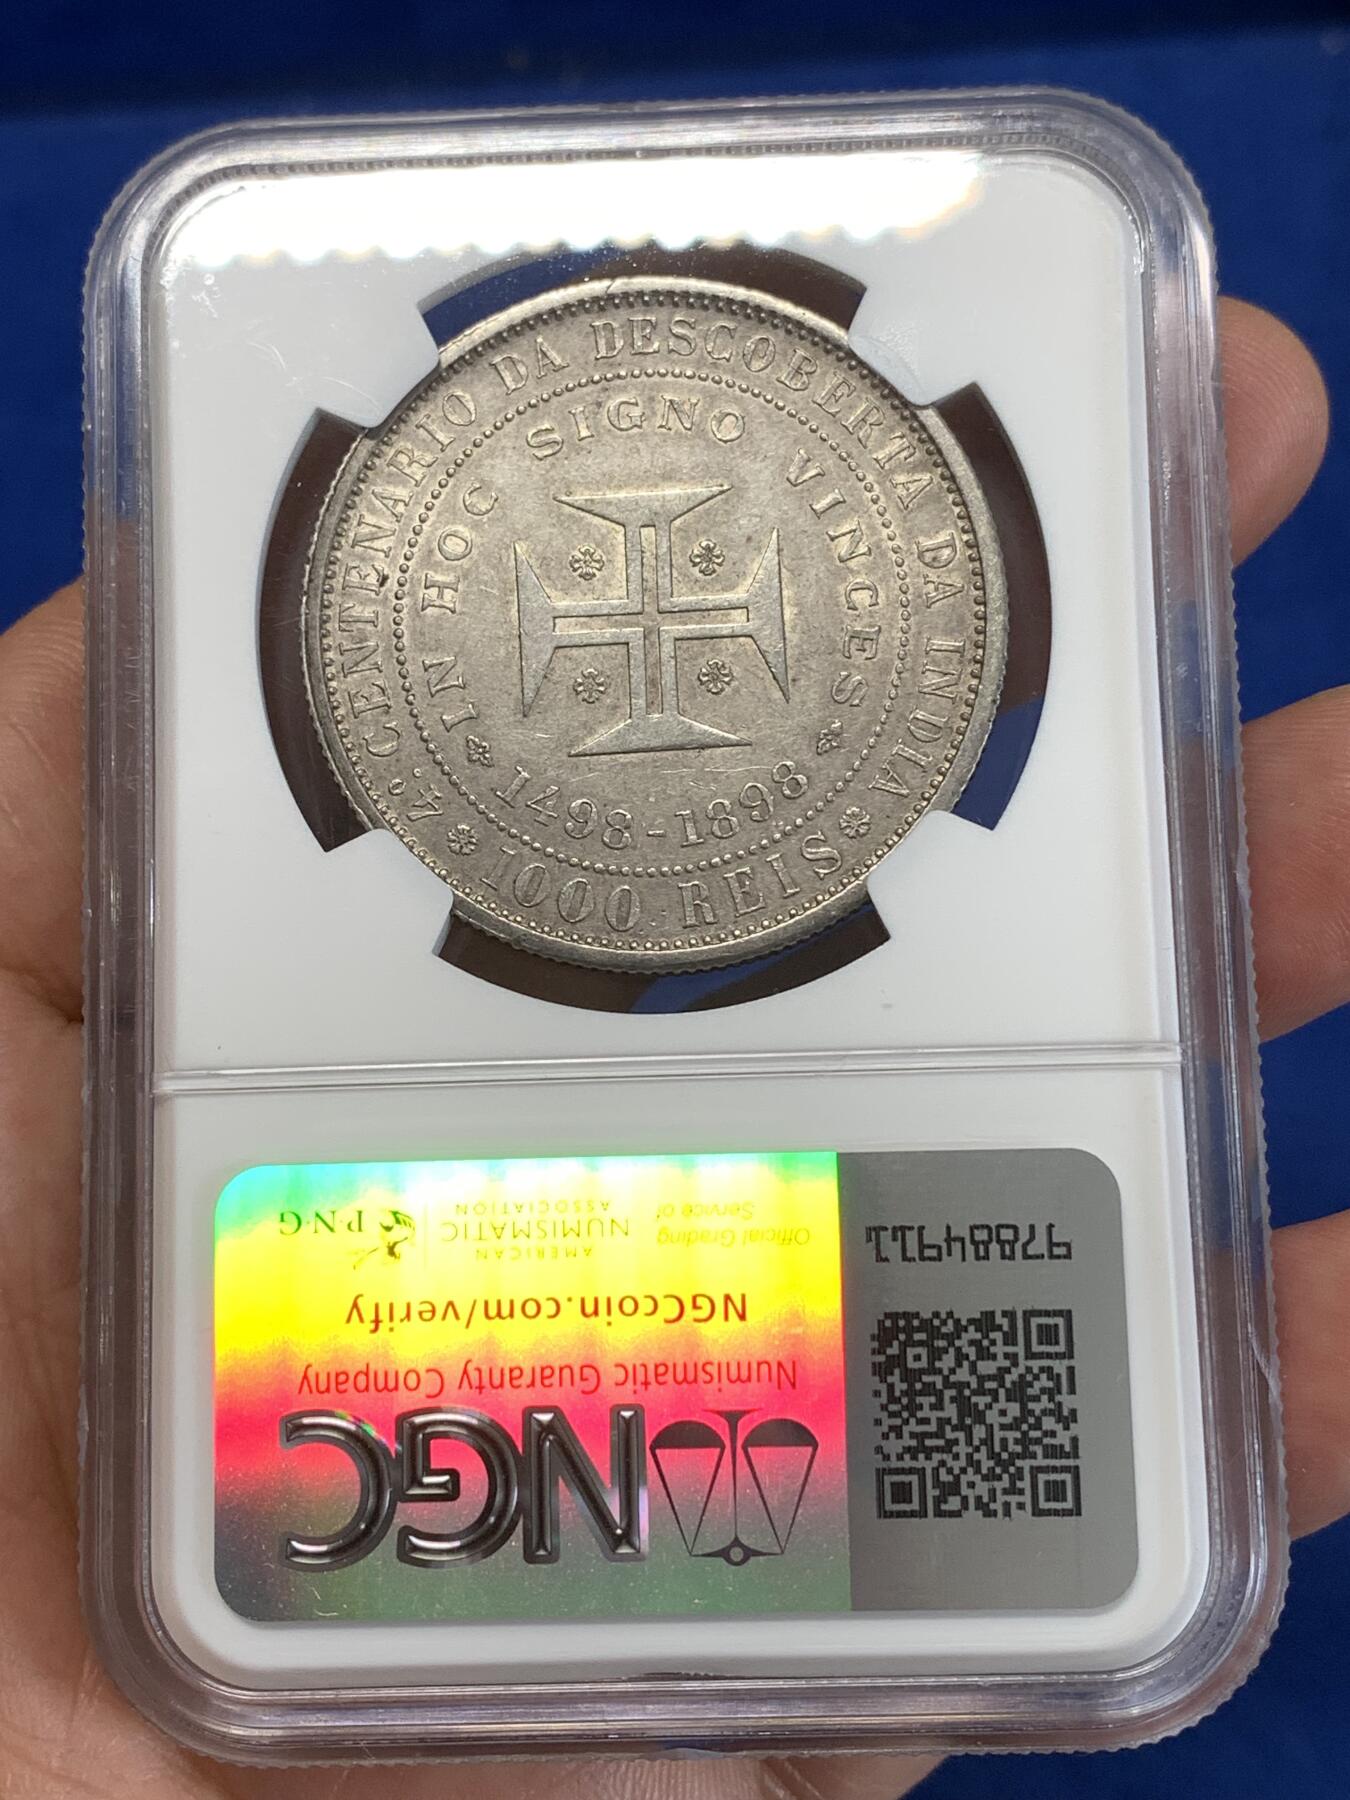 4.º CENTENARIO DA DESCOBERTA DA INDIA
IN HOC SIGNO VINCES
1498-1898
1000 REIS
NGC
Numismatic Guaranty Company
NGCcoin.com/verify
Official Grading
Service of
AMERICAN
NUMISMATIC
ASSOCIATION
P·N·G
97884911